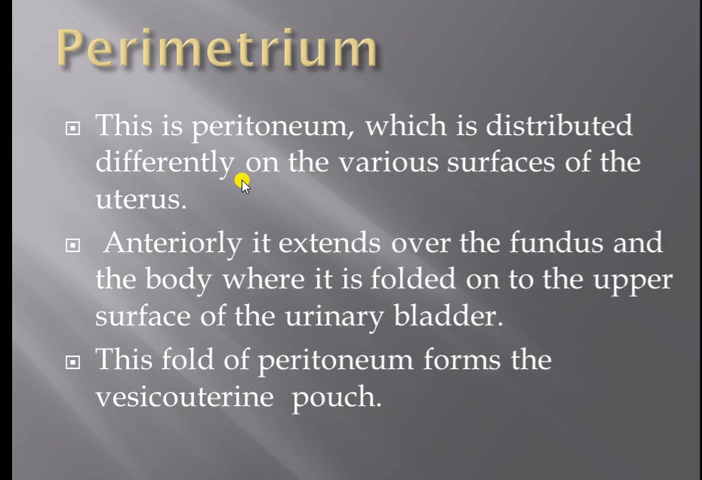 Perimetrium
This is peritoneum, which is distributed
differently on the various surfaces of the
uterus.
Anteriorly it extends over the fundus and
the body where it is folded on to the upper
surface of the urinary bladder.
This fold of peritoneum forms the
vesicouterine pouch.